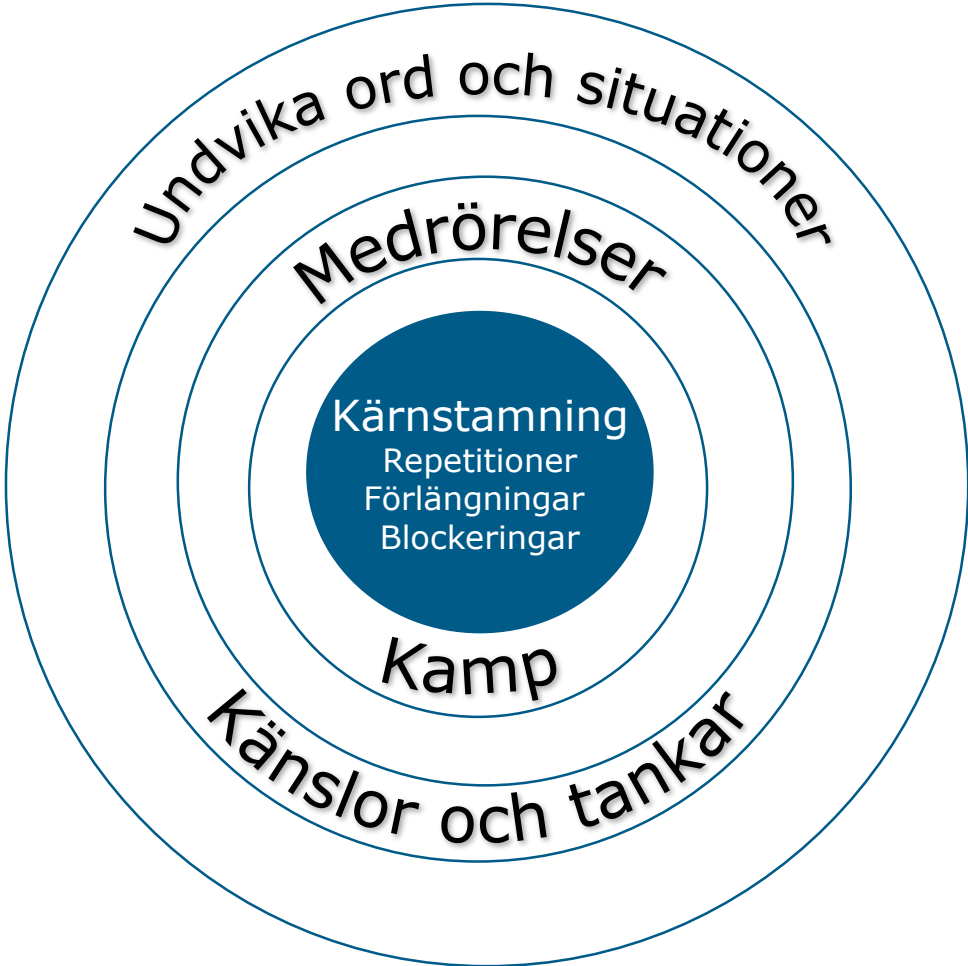 Undvika ord och situationer
Medrörelser
Kärnstamning
Repetitioner
Förlängningar
Blockeringar
Kamp
Känslor och tankar